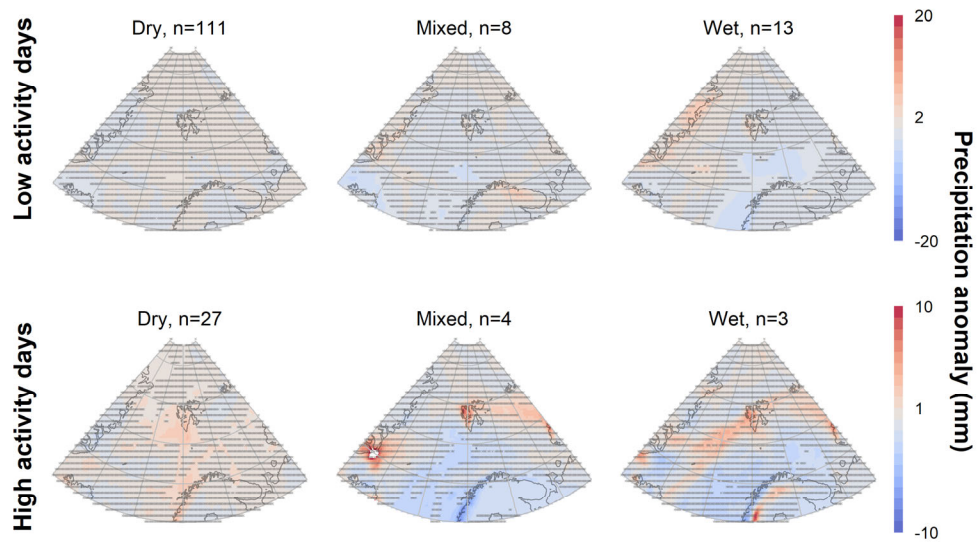 Low activity days
Dry, n=111
Mixed, n=8
Wet, n=13
20
2
-20
High activity days
Dry, n=27
Mixed, n=4
Wet, n=3
10
1
-10
Precipitation anomaly (mm)